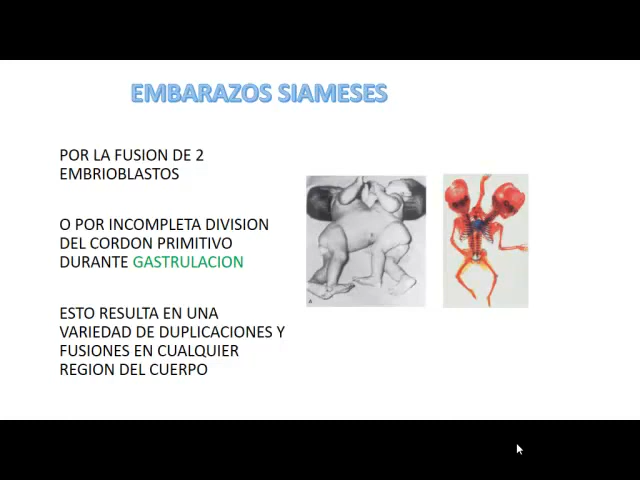 EMBARAZOS SIAMESES
POR LA FUSION DE 2
EMBRIOBLASTOS
O POR INCOMPLETA DIVISION
DEL CORDON PRIMITIVO
DURANTE GASTRULACION
ESTO RESULTA EN UNA
VARIEDAD DE DUPLICACIONES Y
FUSIONES EN CUALQUIER
REGION DEL CUERPO
A